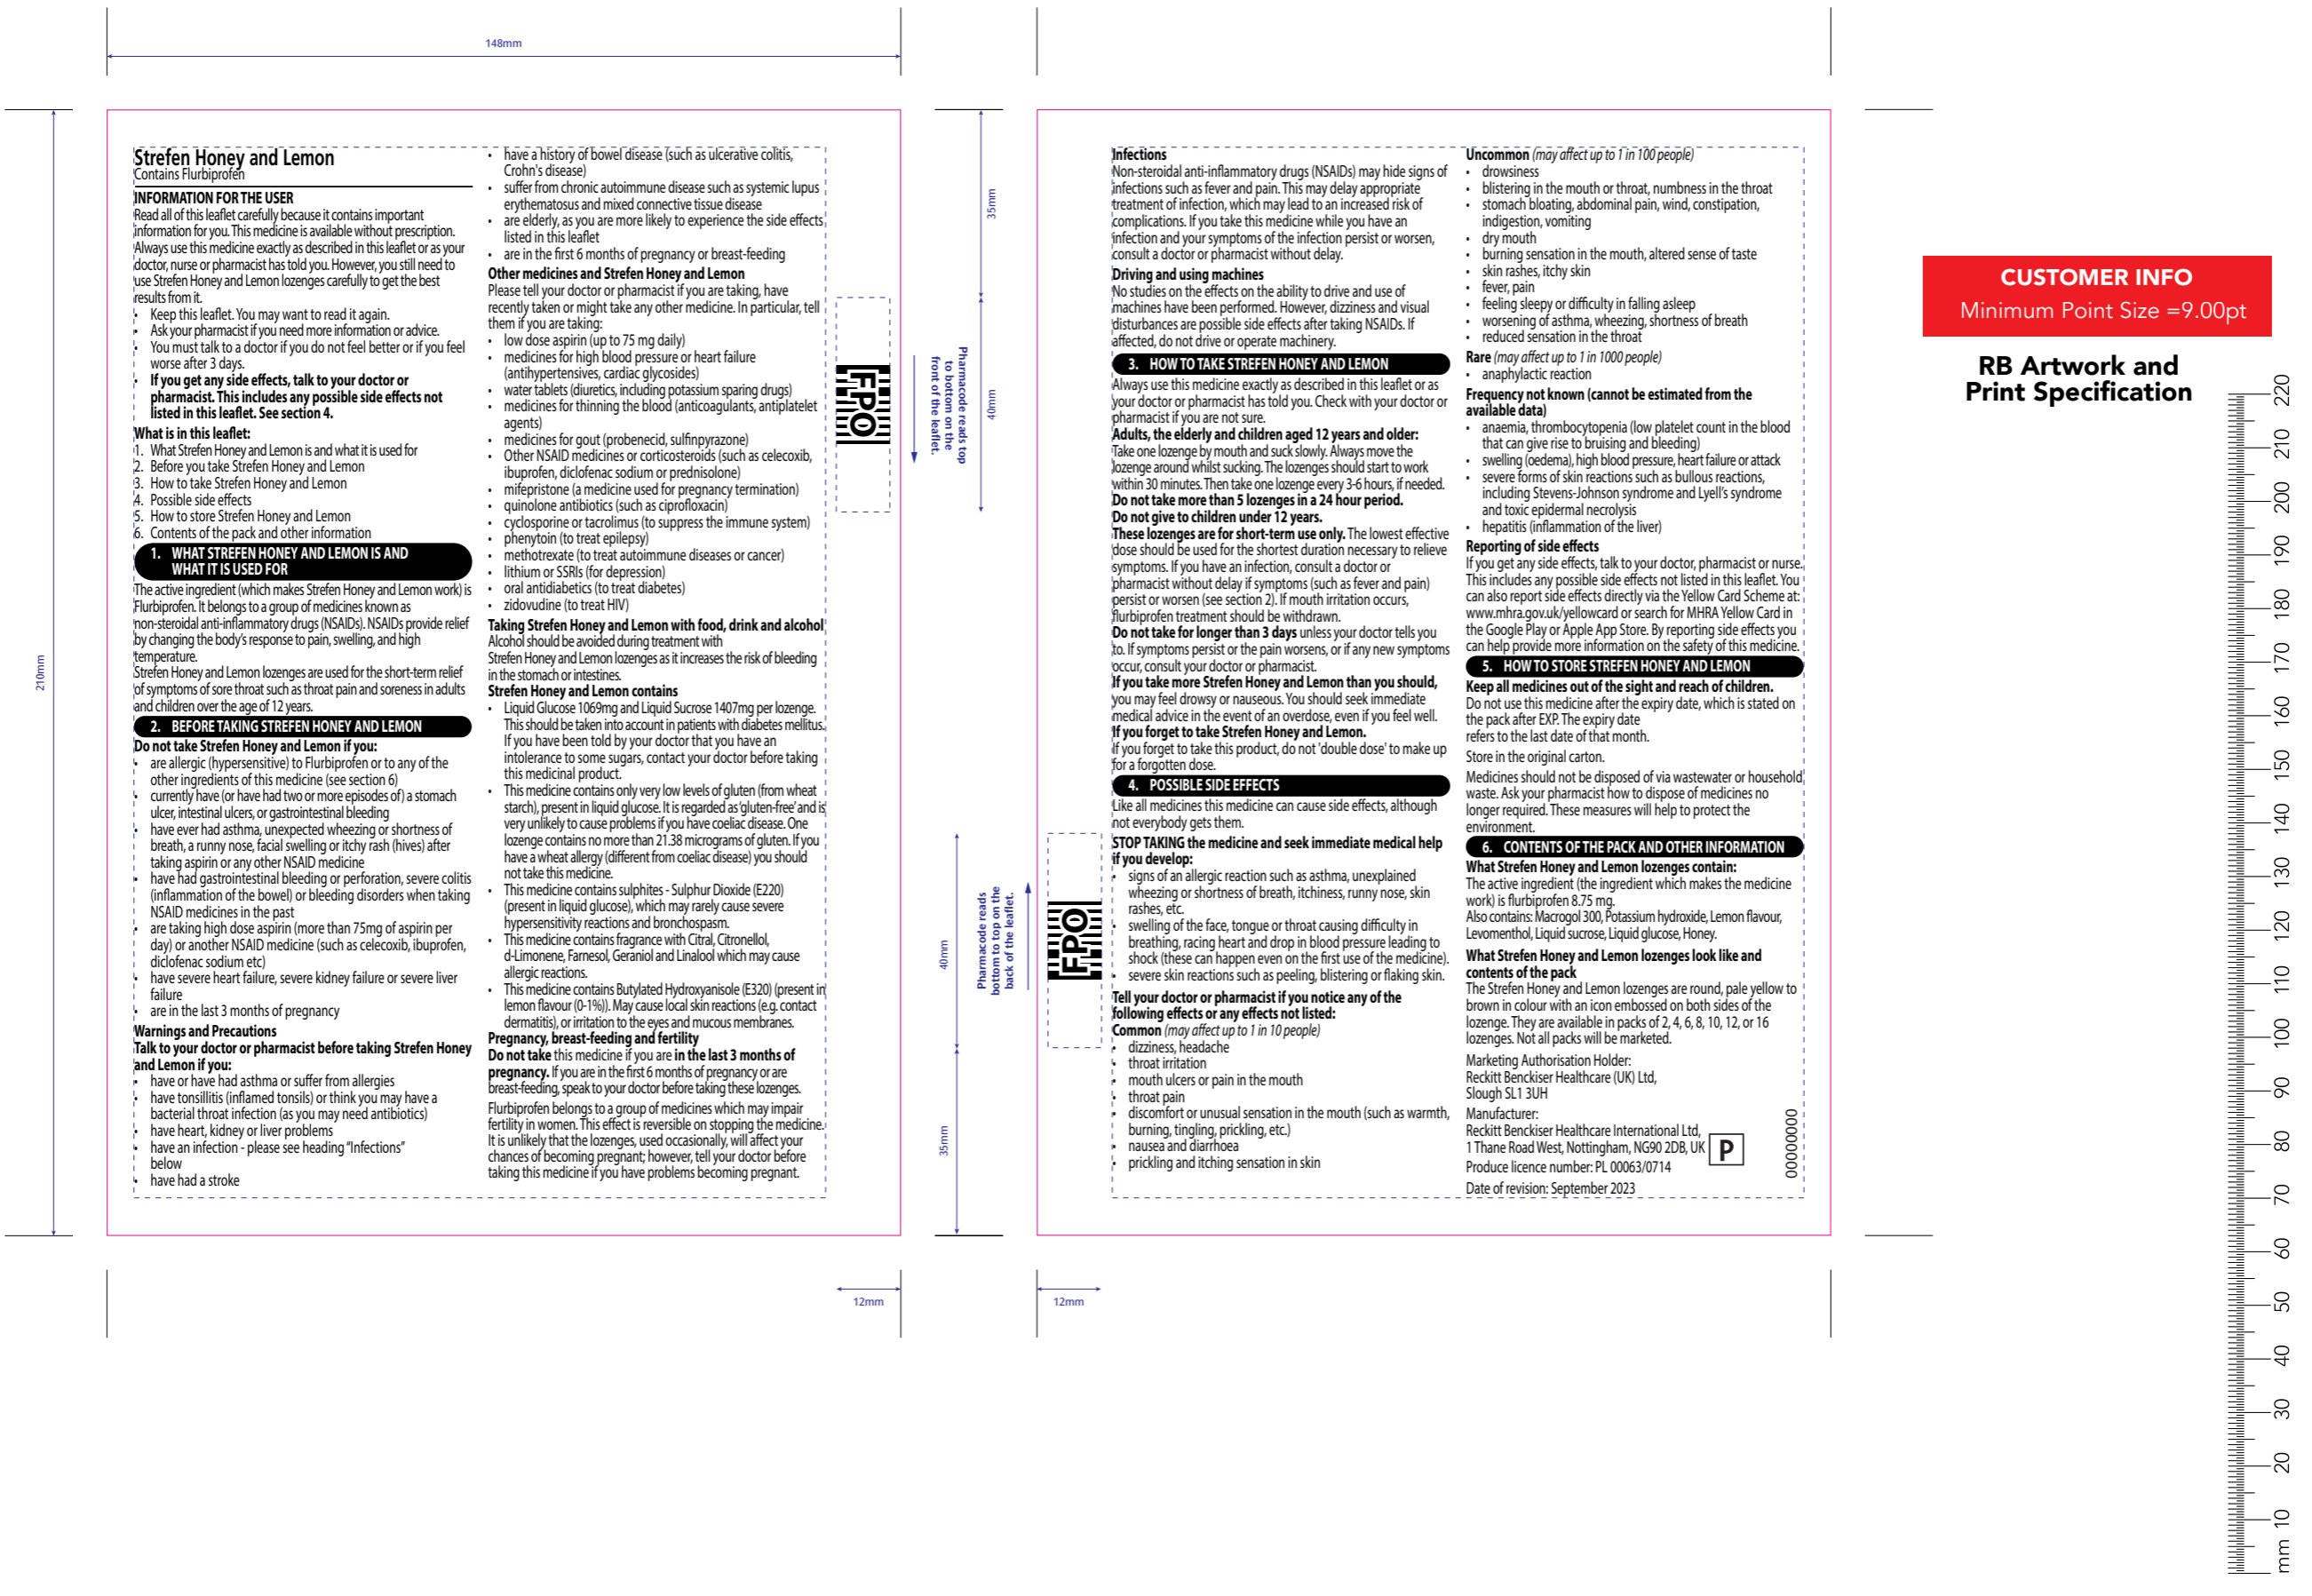 148mm
210mm
Strefen Honey and Lemon
Contains Flurbiprofen
INFORMATION FOR THE USER
Read all of this leaflet carefully because it contains important
information for you. This medicine is available without prescription.
Always use this medicine exactly as described in this leaflet or as your
doctor, nurse or pharmacist has told you. However, you still need to
use Strefen Honey and Lemon lozenges carefully to get the best
results from it.
• Keep this leaflet. You may want to read it again.
• Ask your pharmacist if you need more information or advice.
• You must talk to a doctor if you do not feel better or if you feel
worse after 3 days.
• If you get any side effects, talk to your doctor or
pharmacist. This includes any possible side effects not
listed in this leaflet. See section 4.
What is in this leaflet:
1. What Strefen Honey and Lemon is and what it is used for
2. Before you take Strefen Honey and Lemon
3. How to take Strefen Honey and Lemon
4. Possible side effects
5. How to store Strefen Honey and Lemon
6. Contents of the pack and other information
1. WHAT STREFEN HONEY AND LEMON IS AND
WHAT IT IS USED FOR
The active ingredient (which makes Strefen Honey and Lemon work) is
Flurbiprofen. It belongs to a group of medicines known as
non-steroidal anti-inflammatory drugs (NSAIDs). NSAIDs provide relief
by changing the body's response to pain, swelling, and high
temperature.
Strefen Honey and Lemon lozenges are used for the short-term relief
of symptoms of sore throat such as throat pain and soreness in adults
and children over the age of 12 years.
2. BEFORE TAKING STREFEN HONEY AND LEMON
Do not take Strefen Honey and Lemon if you:
• are allergic (hypersensitive) to Flurbiprofen or to any of the
other ingredients of this medicine (see section 6)
• currently have (or have had two or more episodes of) a stomach
ulcer, intestinal ulcers, or gastrointestinal bleeding
• have ever had asthma, unexpected wheezing or shortness of
breath, a runny nose, facial swelling or itchy rash (hives) after
taking aspirin or any other NSAID medicine
• have had gastrointestinal bleeding or perforation, severe colitis
(inflammation of the bowel) or bleeding disorders when taking
NSAID medicines in the past
• are taking high dose aspirin (more than 75mg of aspirin per
day) or another NSAID medicine (such as celecoxib, ibuprofen,
diclofenac sodium etc)
• have severe heart failure, severe kidney failure or severe liver
failure
• are in the last 3 months of pregnancy
Warnings and Precautions
Talk to your doctor or pharmacist before taking Strefen Honey
and Lemon if you:
• have or have had asthma or suffer from allergies
• have tonsillitis (inflamed tonsils) or think you may have a
bacterial throat infection (as you may need antibiotics)
• have heart, kidney or liver problems
• have an infection - please see heading "Infections"
below
• have had a stroke
• have a history of bowel disease (such as ulcerative colitis,
Crohn's disease)
• suffer from chronic autoimmune disease such as systemic lupus
erythematosus and mixed connective tissue disease
• are elderly, as you are more likely to experience the side effects
listed in this leaflet
• are in the first 6 months of pregnancy or breast-feeding
Other medicines and Strefen Honey and Lemon
Please tell your doctor or pharmacist if you are taking, have
recently taken or might take any other medicine. In particular, tell
them if you are taking:
• low dose aspirin (up to 75 mg daily)
• medicines for high blood pressure or heart failure
(antihypertensives, cardiac glycosides)
• water tablets (diuretics, including potassium sparing drugs)
• medicines for thinning the blood (anticoagulants, antiplatelet
agents)
• medicines for gout (probenecid, sulfinpyrazone)
• Other NSAID medicines or corticosteroids (such as celecoxib,
ibuprofen, diclofenac sodium or prednisolone)
• mifepristone (a medicine used for pregnancy termination)
• quinolone antibiotics (such as ciprofloxacin)
• cyclosporine or tacrolimus (to suppress the immune system)
• phenytoin (to treat epilepsy)
• methotrexate (to treat autoimmune diseases or cancer)
• lithium or SSRIs (for depression)
• oral antidiabetics (to treat diabetes)
• zidovudine (to treat HIV)
Taking Strefen Honey and Lemon with food, drink and alcohol
Alcohol should be avoided during treatment with
Strefen Honey and Lemon lozenges as it increases the risk of bleeding
in the stomach or intestines.
Strefen Honey and Lemon contains
• Liquid Glucose 1069mg and Liquid Sucrose 1407mg per lozenge.
This should be taken into account in patients with diabetes mellitus.
If you have been told by your doctor that you have an
intolerance to some sugars, contact your doctor before taking
this medicinal product.
• This medicine contains only very low levels of gluten (from wheat
starch), present in liquid glucose. It is regarded as 'gluten-free' and is
very unlikely to cause problems if you have coeliac disease. One
lozenge contains no more than 21.38 micrograms of gluten. If you
have a wheat allergy (different from coeliac disease) you should
not take this medicine.
• This medicine contains sulphites - Sulphur Dioxide (E220)
(present in liquid glucose), which may rarely cause severe
hypersensitivity reactions and bronchospasm.
• This medicine contains fragrance with Citral, Citronellol,
d-Limonene, Farnesol, Geraniol and Linalool which may cause
allergic reactions.
• This medicine contains Butylated Hydroxyanisole (E320) (present in
lemon flavour (0-1%)). May cause local skin reactions (e.g. contact
dermatitis), or irritation to the eyes and mucous membranes.
Pregnancy, breast-feeding and fertility
Do not take this medicine if you are in the last 3 months of
pregnancy. If you are in the first 6 months of pregnancy or are
breast-feeding, speak to your doctor before taking these lozenges.
Flurbiprofen belongs to a group of medicines which may impair
fertility in women. This effect is reversible on stopping the medicine.
It is unlikely that the lozenges, used occasionally, will affect your
chances of becoming pregnant; however, tell your doctor before
taking this medicine if you have problems becoming pregnant.
FPO
Pharmacode reads top
to bottom on the
front of the leaflet.
35mm
40mm
12mm
40mm
35mm
Pharmacode reads
bottom to top on the
back of the leaflet.
FPO
12mm
Infections
Non-steroidal anti-inflammatory drugs (NSAIDs) may hide signs of
infections such as fever and pain. This may delay appropriate
treatment of infection, which may lead to an increased risk of
complications. If you take this medicine while you have an
infection and your symptoms of the infection persist or worsen,
consult a doctor or pharmacist without delay.
Driving and using machines
No studies on the effects on the ability to drive and use of
machines have been performed. However, dizziness and visual
disturbances are possible side effects after taking NSAIDs. If
affected, do not drive or operate machinery.
3. HOW TO TAKE STREFEN HONEY AND LEMON
Always use this medicine exactly as described in this leaflet or as
your doctor or pharmacist has told you. Check with your doctor or
pharmacist if you are not sure.
Adults, the elderly and children aged 12 years and older:
Take one lozenge by mouth and suck slowly. Always move the
lozenge around whilst sucking. The lozenges should start to work
within 30 minutes. Then take one lozenge every 3-6 hours, if needed.
Do not take more than 5 lozenges in a 24 hour period.
Do not give to children under 12 years.
These lozenges are for short-term use only. The lowest effective
dose should be used for the shortest duration necessary to relieve
symptoms. If you have an infection, consult a doctor or
pharmacist without delay if symptoms (such as fever and pain)
persist or worsen (see section 2). If mouth irritation occurs,
flurbiprofen treatment should be withdrawn.
Do not take for longer than 3 days unless your doctor tells you
to. If symptoms persist or the pain worsens, or if any new symptoms
occur, consult your doctor or pharmacist.
If you take more Strefen Honey and Lemon than you should,
you may feel drowsy or nauseous. You should seek immediate
medical advice in the event of an overdose, even if you feel well.
If you forget to take Strefen Honey and Lemon.
If you forget to take this product, do not 'double dose' to make up
for a forgotten dose.
4. POSSIBLE SIDE EFFECTS
Like all medicines this medicine can cause side effects, although
not everybody gets them.
STOP TAKING the medicine and seek immediate medical help
if you develop:
• signs of an allergic reaction such as asthma, unexplained
wheezing or shortness of breath, itchiness, runny nose, skin
rashes, etc.
• swelling of the face, tongue or throat causing difficulty in
breathing, racing heart and drop in blood pressure leading to
shock (these can happen even on the first use of the medicine).
• severe skin reactions such as peeling, blistering or flaking skin.
Tell your doctor or pharmacist if you notice any of the
following effects or any effects not listed:
Common (may affect up to 1 in 10 people)
• dizziness, headache
• throat irritation
• mouth ulcers or pain in the mouth
• throat pain
• discomfort or unusual sensation in the mouth (such as warmth,
burning, tingling, prickling, etc.)
• nausea and diarrhoea
• prickling and itching sensation in skin
Uncommon (may affect up to 1 in 100 people)
• drowsiness
• blistering in the mouth or throat, numbness in the throat
• stomach bloating, abdominal pain, wind, constipation,
indigestion, vomiting
• dry mouth
• burning sensation in the mouth, altered sense of taste
• skin rashes, itchy skin
• fever, pain
• feeling sleepy or difficulty in falling asleep
• worsening of asthma, wheezing, shortness of breath
• reduced sensation in the throat
Rare (may affect up to 1 in 1000 people)
• anaphylactic reaction
Frequency not known (cannot be estimated from the
available data)
• anaemia, thrombocytopenia (low platelet count in the blood
that can give rise to bruising and bleeding)
• swelling (oedema), high blood pressure, heart failure or attack
• severe forms of skin reactions such as bullous reactions,
including Stevens-Johnson syndrome and Lyell's syndrome
and toxic epidermal necrolysis
• hepatitis (inflammation of the liver)
Reporting of side effects
If you get any side effects, talk to your doctor, pharmacist or nurse.
This includes any possible side effects not listed in this leaflet. You
can also report side effects directly via the Yellow Card Scheme at:
www.mhra.gov.uk/yellowcard or search for MHRA Yellow Card in
the Google Play or Apple App Store. By reporting side effects you
can help provide more information on the safety of this medicine.
5. HOW TO STORE STREFEN HONEY AND LEMON
Keep all medicines out of the sight and reach of children.
Do not use this medicine after the expiry date, which is stated on
the pack after EXP. The expiry date
refers to the last date of that month.
Store in the original carton.
Medicines should not be disposed of via wastewater or household
waste. Ask your pharmacist how to dispose of medicines no
longer required. These measures will help to protect the
environment.
6. CONTENTS OF THE PACK AND OTHER INFORMATION
What Strefen Honey and Lemon lozenges contain:
The active ingredient (the ingredient which makes the medicine
work) is flurbiprofen 8.75 mg.
Also contains: Macrogol 300, Potassium hydroxide, Lemon flavour,
Levomenthol, Liquid sucrose, Liquid glucose, Honey.
What Strefen Honey and Lemon lozenges look like and
contents of the pack
The Strefen Honey and Lemon lozenges are round, pale yellow to
brown in colour with an icon embossed on both sides of the
lozenge. They are available in packs of 2, 4, 6, 8, 10, 12, or 16
lozenges. Not all packs will be marketed.
Marketing Authorisation Holder:
Reckitt Benckiser Healthcare (UK) Ltd,
Slough SL1 3UH
Manufacturer:
Reckitt Benckiser Healthcare International Ltd,
1 Thane Road West, Nottingham, NG90 2DB, UK
P
Produce licence number: PL 00063/0714
Date of revision: September 2023
00000000
CUSTOMER INFO
Minimum Point Size =9.00pt
RB Artwork and
Print Specification
220
210
200
190
180
170
160
150
140
130
120
110
100
90
80
70
60
50
40
30
20
10
mm